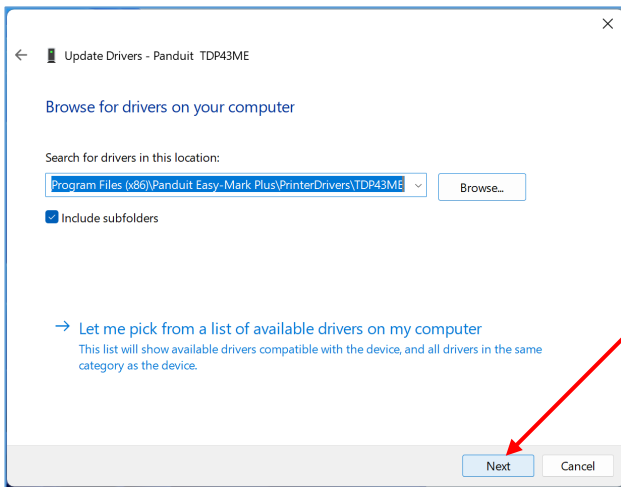 Update Drivers - Panduit  TDP43ME
Browse for drivers on your computer
Search for drivers in this location:
Program Files (x86)\Panduit Easy-Mark Plus\PrinterDrivers\TDP43ME
Browse...
Include subfolders
Let me pick from a list of available drivers on my computer
This list will show available drivers compatible with the device, and all drivers in the same
category as the device.
Next
Cancel